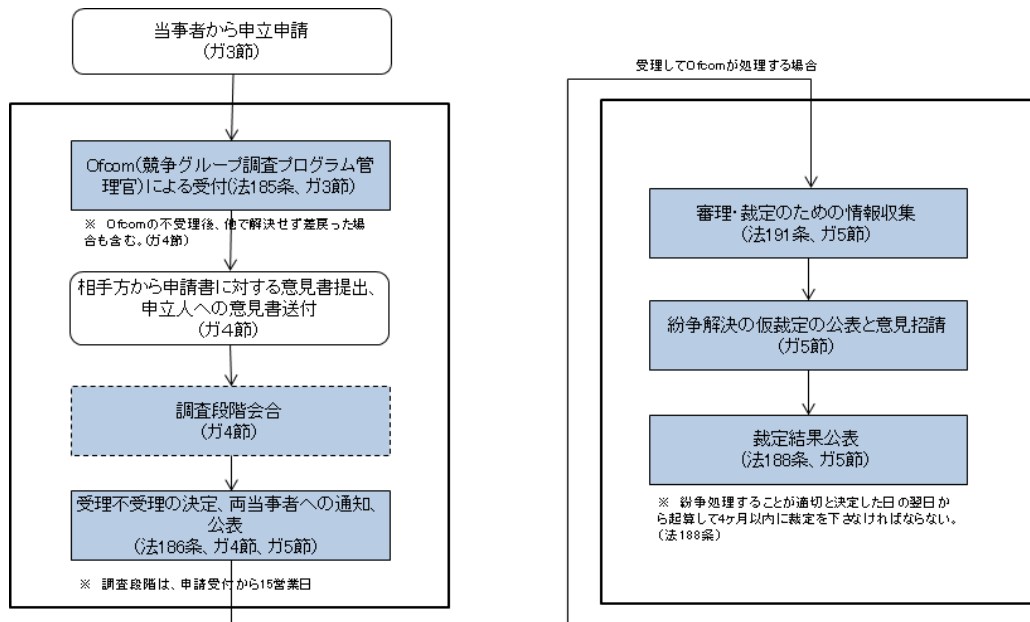 当事者から申立申請
(ガ3節)
Ofcom(競争グループ調査プログラム管
理官)による受付(法185条、ガ3節)
※ Ofcomの不受理後、他で解決せず差戻った場
合も含む。(ガ4節)
相手方から申請書に対する意見書提出、
申立人への意見書送付
(ガ4節)
調査段階会合
(ガ4節)
受理不受理の決定、両当事者への通知、
公表
(法186条、ガ4節、ガ5節)
※ 調査段階は、申請受付から15営業日
受理してOfcomが処理する場合
審理・裁定のための情報収集
(法191条、ガ5節)
紛争解決の仮裁定の公表と意見招請
(ガ5節)
裁定結果公表
(法188条、ガ5節)
※ 紛争処理することが適切と決定した日の翌日か
ら起算して4ヶ月以内に裁定を下さなければならない。
(法188条)